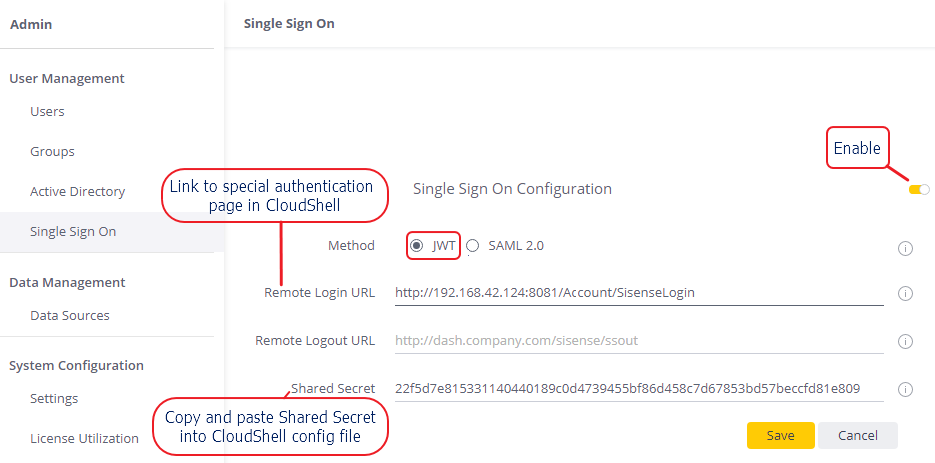 Admin
Single Sign On
User Management
Users
Groups
Active Directory
Single Sign On
Data Management
Data Sources
System Configuration
Settings
License Utilization
Enable
Single Sign On Configuration
Link to special authentication
page in CloudShell
Method
JWT
SAML 2.0
Remote Login URL
http://192.168.42.124:8081/Account/SisenseLogin
Remote Logout URL
http://dash.company.com/sisense/ssout
Shared Secret
22f5d7e815331140440189c0d4739455bf86d458c7d67853bd57beccfd81e809
Copy and paste Shared Secret
into CloudShell config file
Save
Cancel